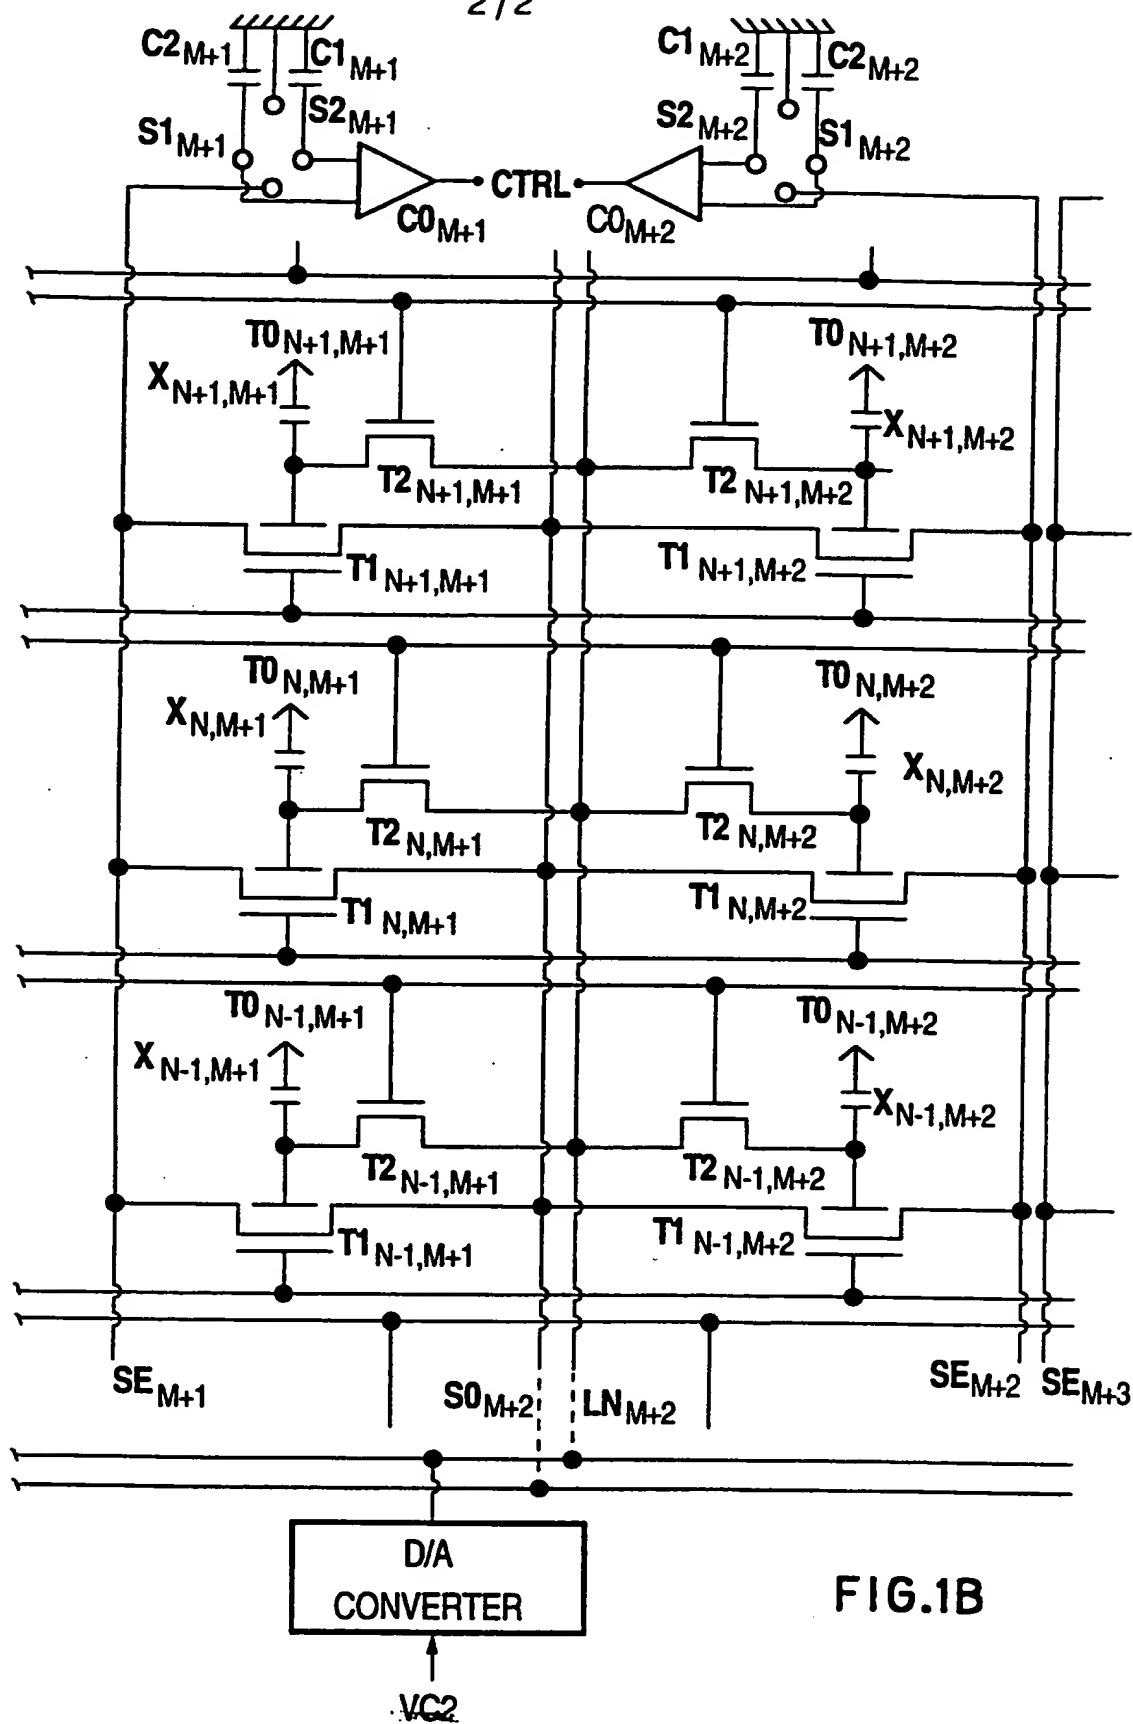 2/2
C2M+1 C1M+1 C1M+2 C2M+2
S1M+1 S2M+1 S2M+2 S1M+2
CTRL
C0M+1 C0M+2
T0N+1,M+1 T0N+1,M+2
XN+1,M+1 XN+1,M+2
T2N+1,M+1 T2N+1,M+2
T1N+1,M+1 T1N+1,M+2
T0N,M+1 T0N,M+2
XN,M+1 XN,M+2
T2N,M+1 T2N,M+2
T1N,M+1 T1N,M+2
T0N-1,M+1 T0N-1,M+2
XN-1,M+1 XN-1,M+2
T2N-1,M+1 T2N-1,M+2
T1N-1,M+1 T1N-1,M+2
SEM+1 S0M+2 LNM+2 SEM+2 SEM+3
D/A
CONVERTER
FIG.1B
VC2